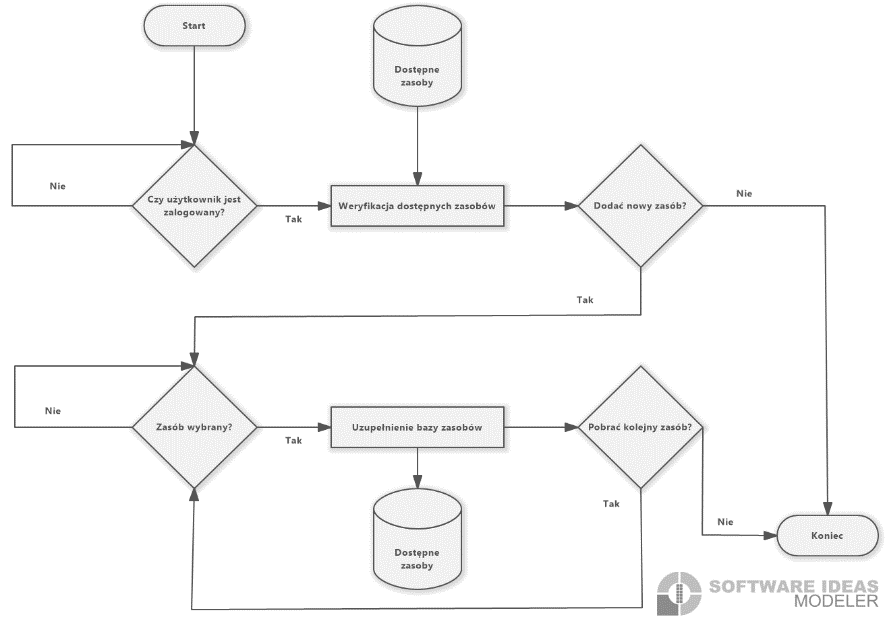 Start
Dostępne
zasoby
Nie
Czy użytkownik jest
zalogowany?
Tak
Weryfikacja dostępnych zasobów
Dodać nowy zasób?
Nie
Tak
Nie
Zasób wybrany?
Tak
Uzupełnienie bazy zasobów
Pobrać kolejny zasób?
Tak
Nie
Koniec
Dostępne
zasoby
SOFTWARE IDEAS
MODELER